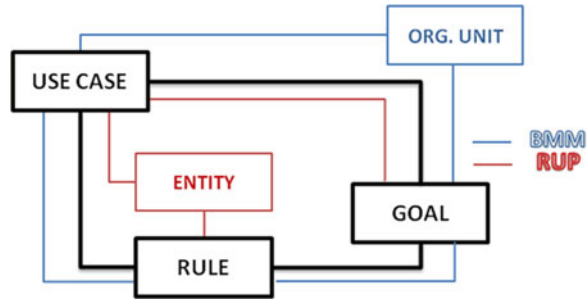 ORG. UNIT
USE CASE
BMM
RUP
ENTITY
GOAL
RULE